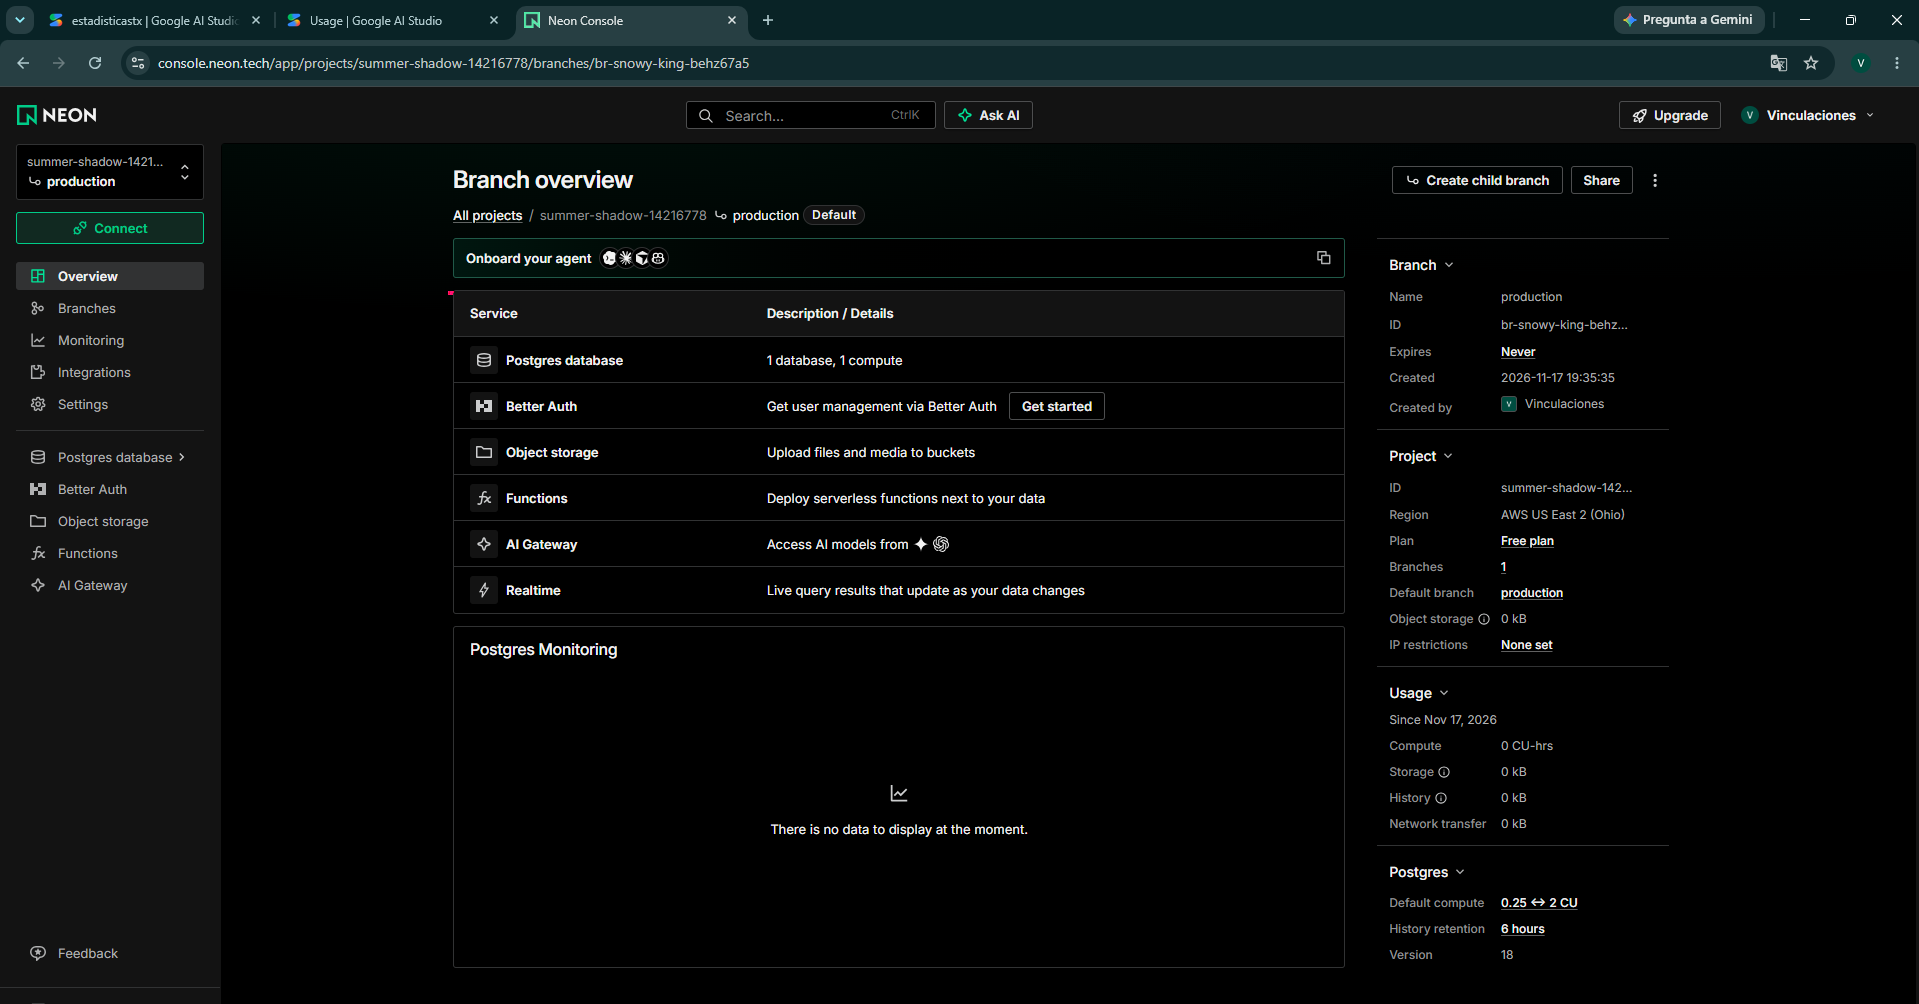 estadisticastx | Google AI Studio
Usage | Google AI Studio
Neon Console
Pregunta a Gemini
console.neon.tech/app/projects/summer-shadow-14216778/branches/br-snowy-king-behz67a5
V
NEON
Search... CtrlK
Ask AI
Upgrade
V Vinculaciones
summer-shadow-1421...
production
Connect
Overview
Branches
Monitoring
Integrations
Settings
Postgres database
Better Auth
Object storage
Functions
AI Gateway
Feedback
Branch overview
All projects / summer-shadow-14216778 production Default
Create child branch
Share
Onboard your agent
Service Description / Details
Postgres database 1 database, 1 compute
Better Auth Get user management via Better Auth Get started
Object storage Upload files and media to buckets
Functions Deploy serverless functions next to your data
AI Gateway Access AI models from
Realtime Live query results that update as your data changes
Postgres Monitoring
There is no data to display at the moment.
Branch
Name production
ID br-snowy-king-behz...
Expires Never
Created 2026-11-17 19:35:35
Created by V Vinculaciones
Project
ID summer-shadow-142...
Region AWS US East 2 (Ohio)
Plan Free plan
Branches 1
Default branch production
Object storage 0 kB
IP restrictions None set
Usage
Since Nov 17, 2026
Compute 0 CU-hrs
Storage 0 kB
History 0 kB
Network transfer 0 kB
Postgres
Default compute 0.25 ↔ 2 CU
History retention 6 hours
Version 18